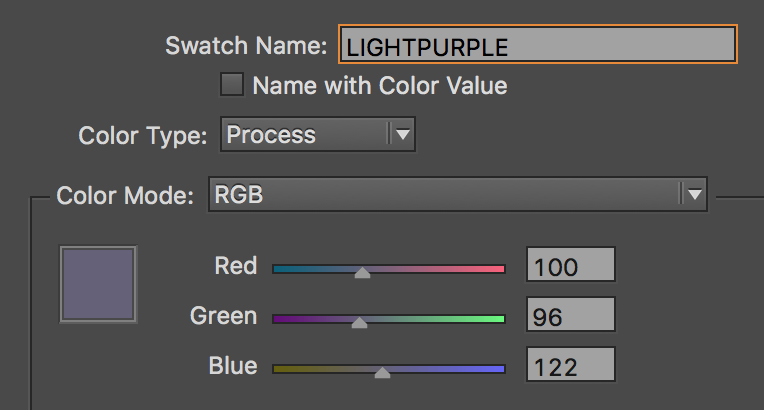 Swatch Name: LIGHTPURPLE
Name with Color Value
Color Type: Process
Color Mode: RGB
Red 100
Green 96
Blue 122